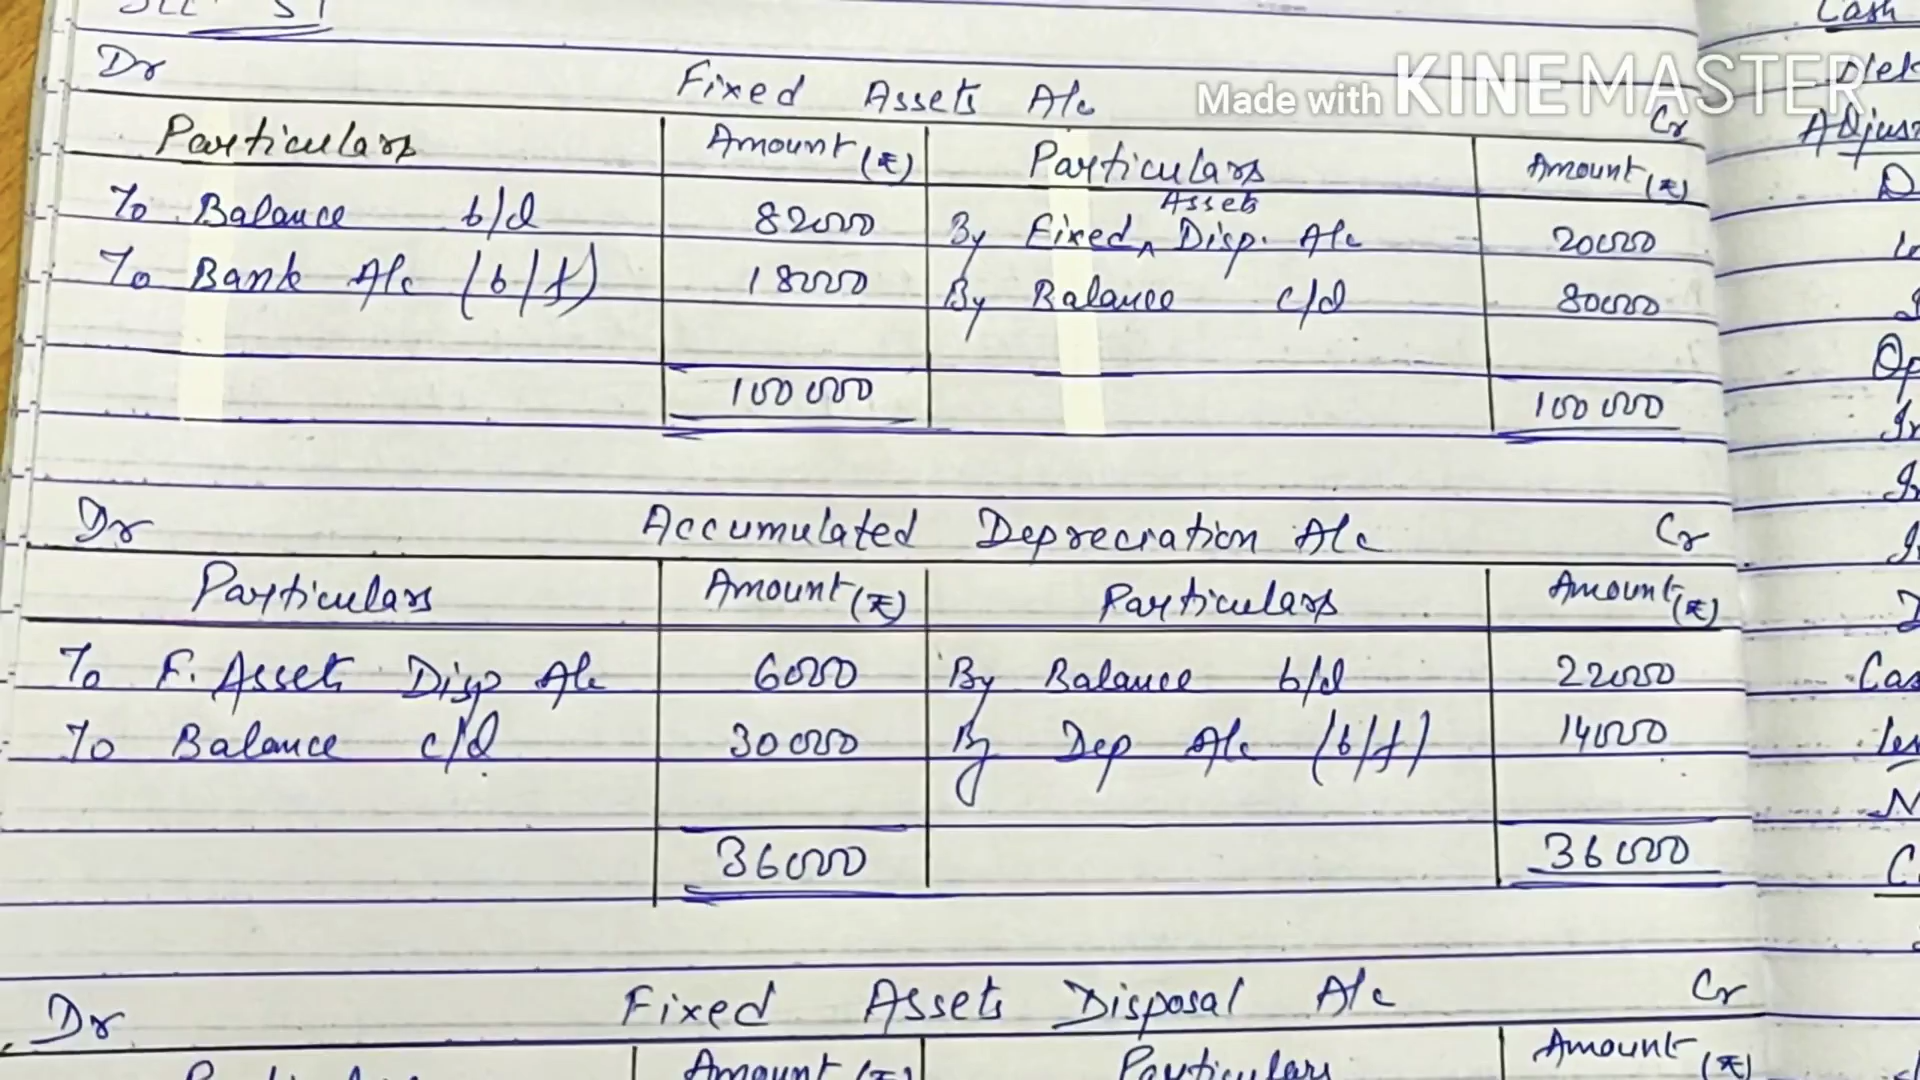 Dr Fixed Assets A/c Cr
Made with KINEMASTER
Particulars Amount (₹) Particulars Amount (₹)
To Balance b/d 82000 By Fixed Assets Disp. A/c 20000
To Bank A/c (b/f) 18000 By Balance c/d 80000
100000 100000
Dr Accumulated Depreciation A/c Cr
Particulars Amount (₹) Particulars Amount (₹)
To F. Assets Disp A/c 6000 By Balance b/d 22000
To Balance c/d 30000 By Dep A/c (b/f) 14000
36000 36000
Dr Fixed Assets Disposal A/c Cr
Amount (₹) Particulars Amount (₹)
Cash